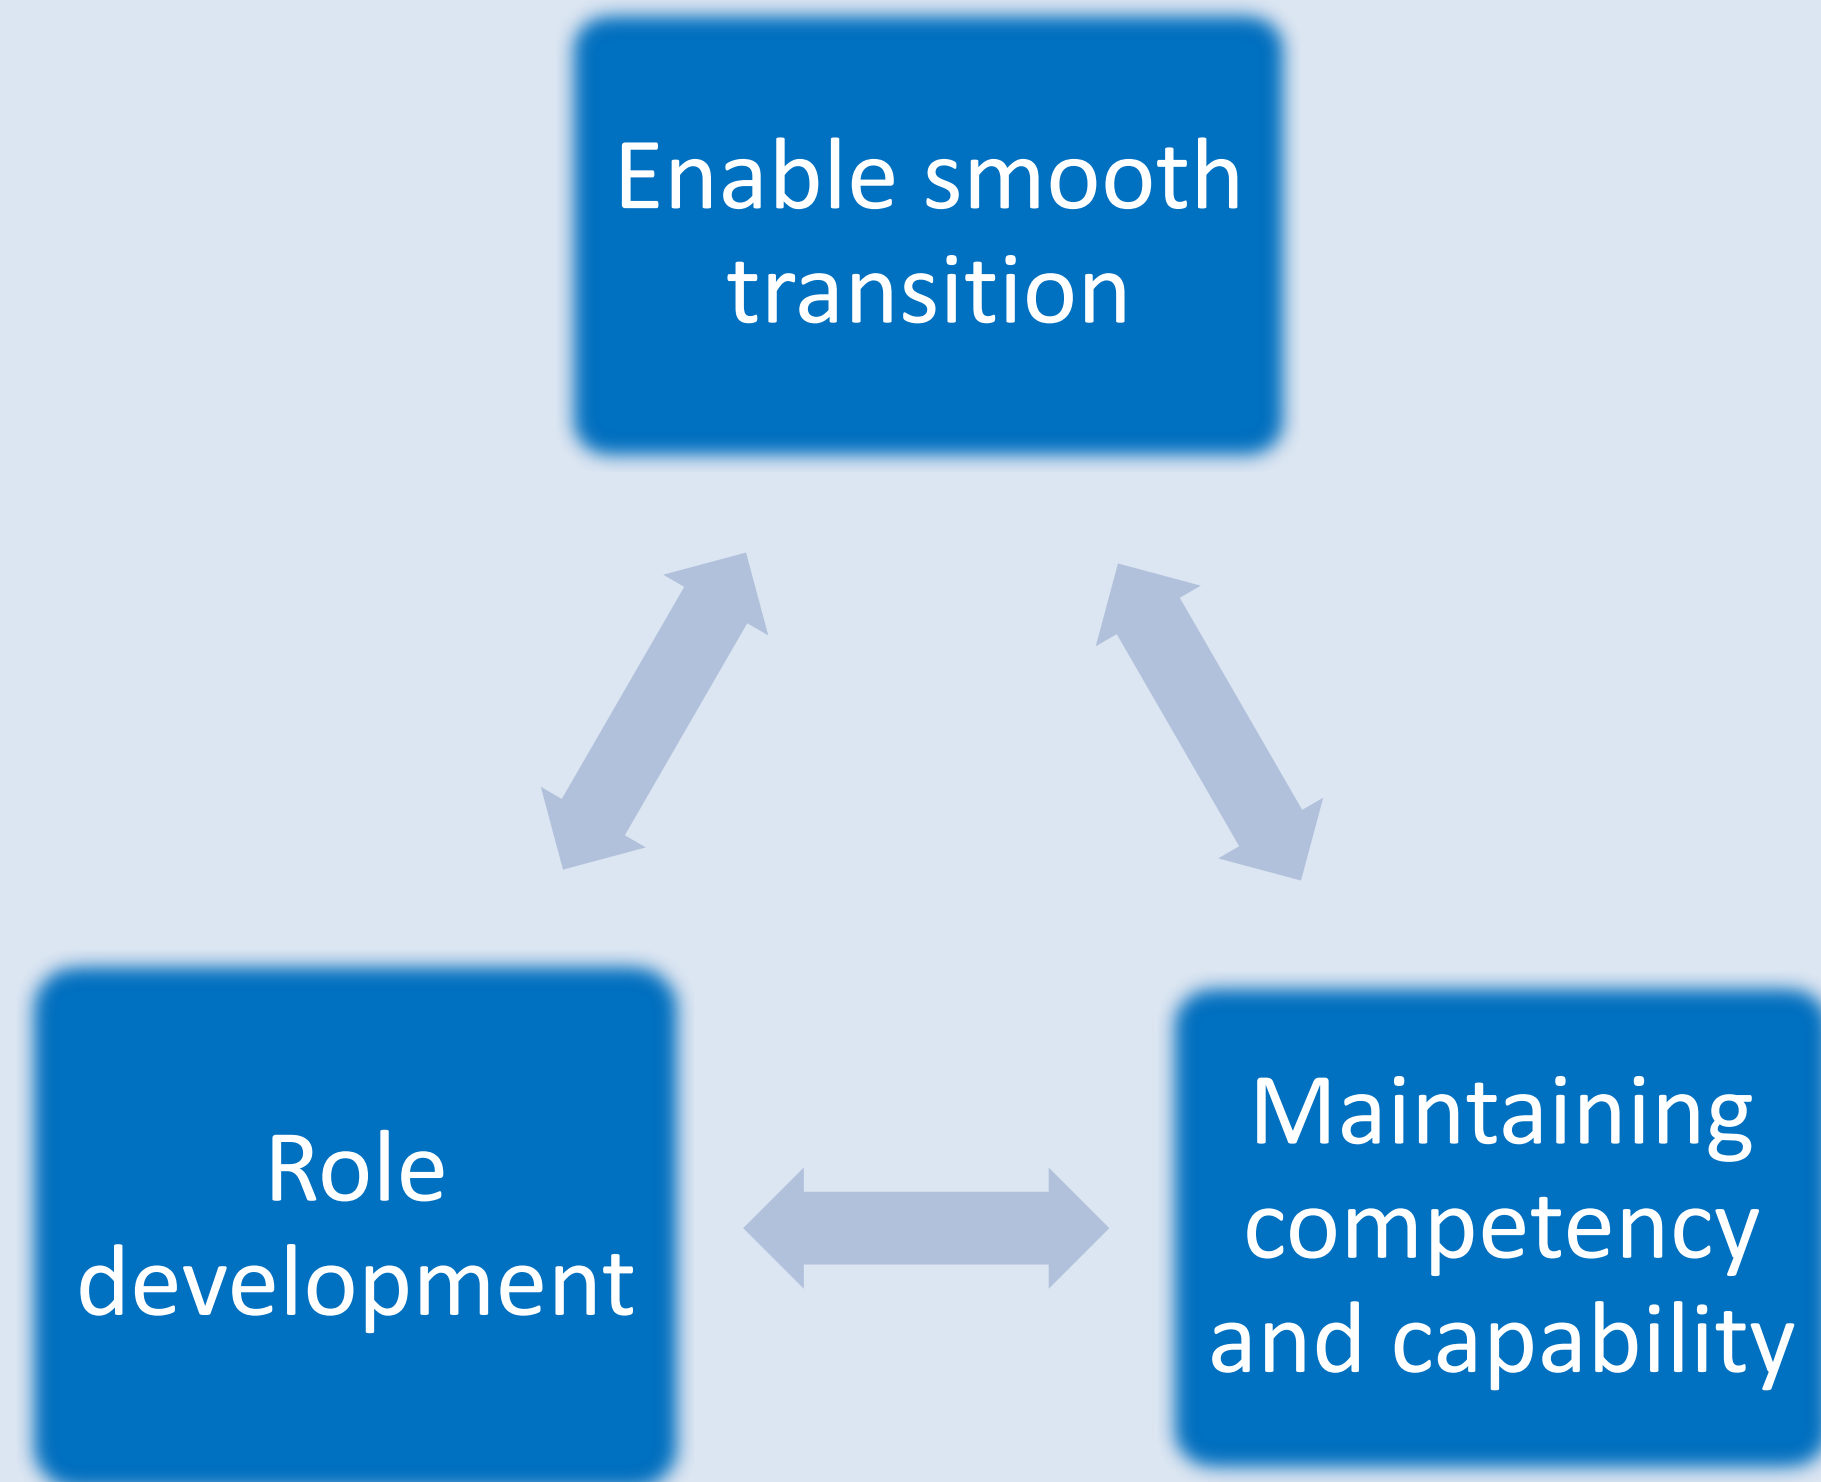 Enable smooth
transition
Role
development
Maintaining
competency
and capability